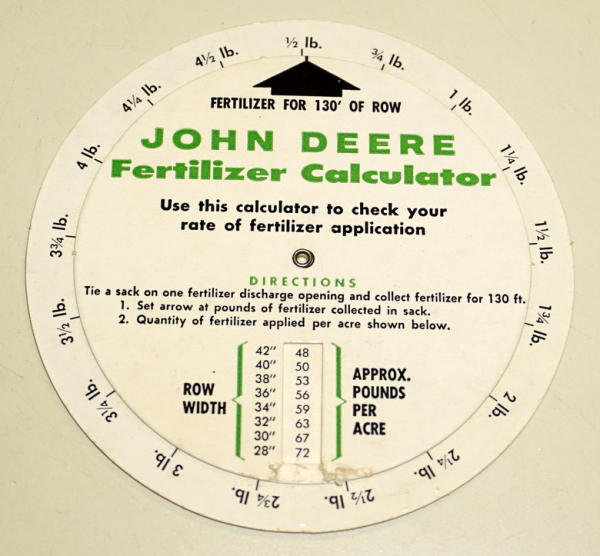 ½ lb.
¾ lb.
1 lb.
1¼ lb.
1½ lb.
1¾ lb.
2 lb.
2¼ lb.
2½ lb.
2¾ lb.
3 lb.
3¼ lb.
3½ lb.
3¾ lb.
4 lb.
4¼ lb.
4½ lb.
FERTILIZER FOR 130' OF ROW
JOHN DEERE
Fertilizer Calculator
Use this calculator to check your
rate of fertilizer application
DIRECTIONS
Tie a sack on one fertilizer discharge opening and collect fertilizer for 130 ft.
1. Set arrow at pounds of fertilizer collected in sack.
2. Quantity of fertilizer applied per acre shown below.
ROW
WIDTH
42" 48
40" 50
38" 53
36" 56
34" 59
32" 63
30" 67
28" 72
APPROX.
POUNDS
PER
ACRE